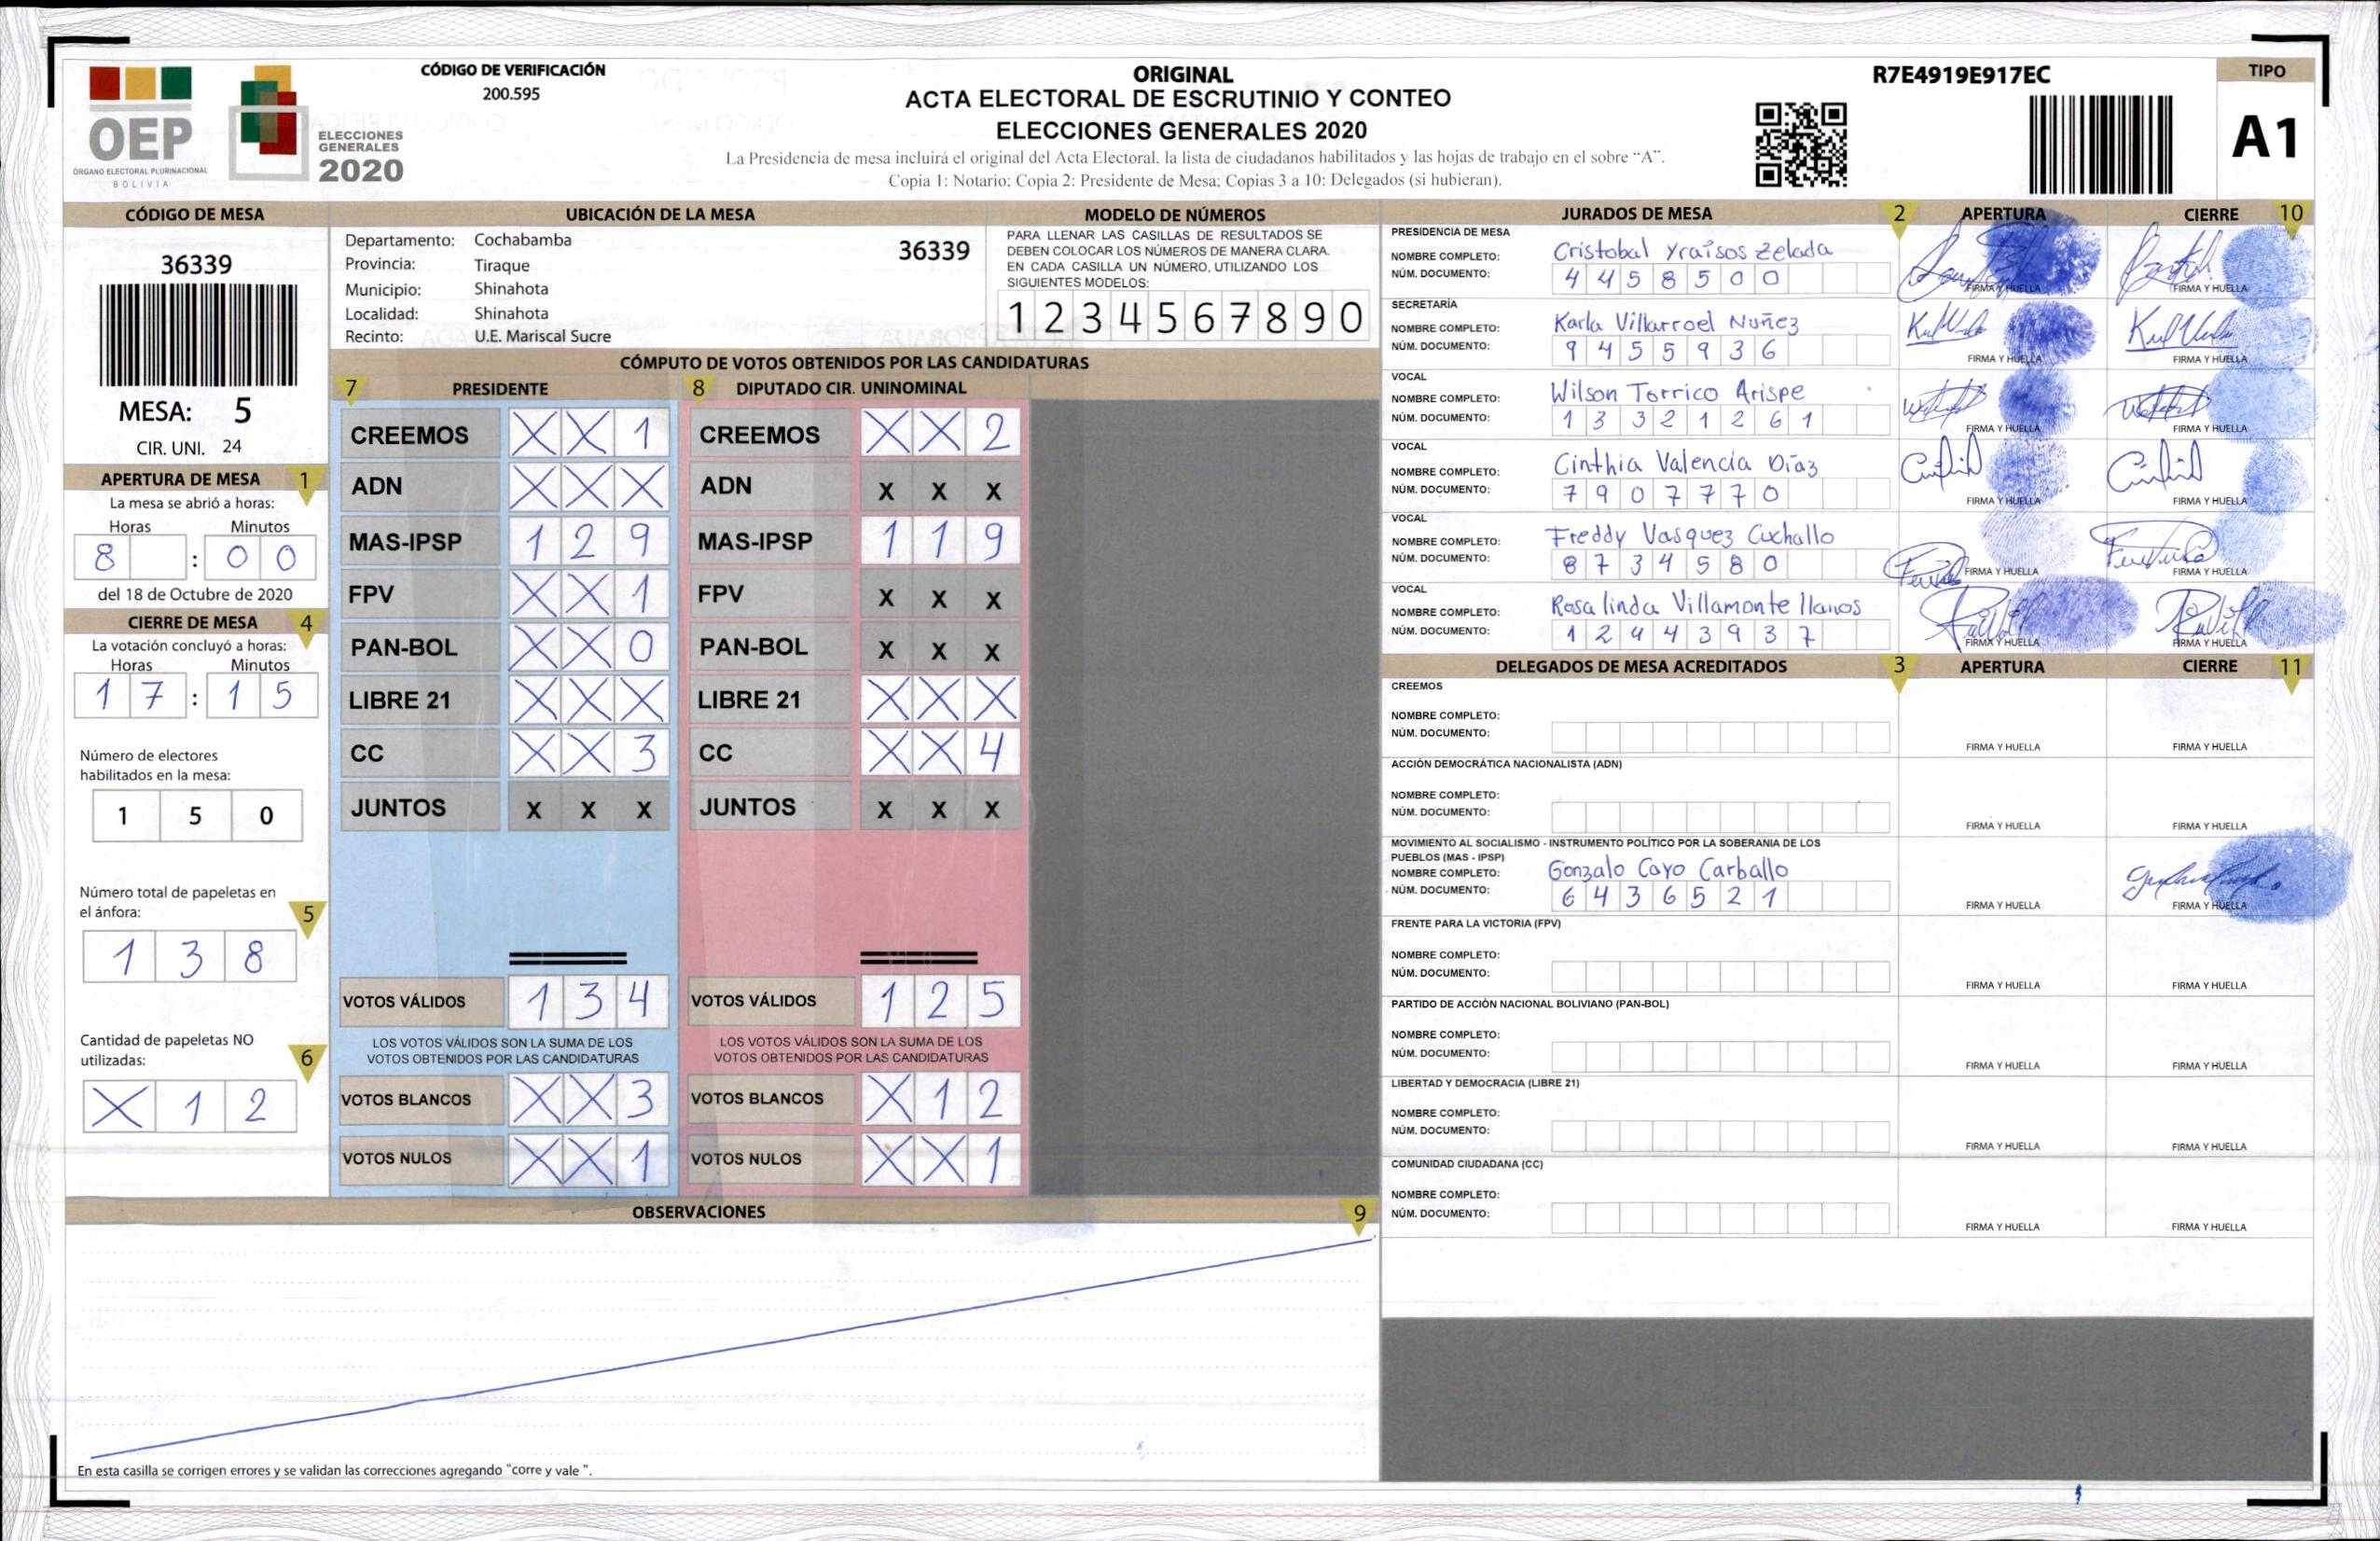 CÓDIGO DE VERIFICACIÓN
200.595
ORIGINAL
ACTA ELECTORAL DE ESCRUTINIO Y CONTEO
ELECCIONES GENERALES 2020
La Presidencia de mesa incluirá el original del Acta Electoral, la lista de ciudadanos habilitados y las hojas de trabajo en el sobre "A".
Copia 1: Notario; Copia 2: Presidente de Mesa; Copias 3 a 10: Delegados (si hubieran).
R7E4919E917EC
TIPO
A1
OEP
ÓRGANO ELECTORAL PLURINACIONAL
BOLIVIA
ELECCIONES
GENERALES
2020
CÓDIGO DE MESA
36339
MESA: 5
CIR. UNI. 24
APERTURA DE MESA 1
La mesa se abrió a horas:
Horas Minutos
8 : 0 0
del 18 de Octubre de 2020
CIERRE DE MESA 4
La votación concluyó a horas:
Horas Minutos
1 7 : 1 5
Número de electores
habilitados en la mesa:
1 5 0
Número total de papeletas en
el ánfora: 5
1 3 8
Cantidad de papeletas NO
utilizadas: 6
X 1 2
UBICACIÓN DE LA MESA
Departamento: Cochabamba 36339
Provincia: Tiraque
Municipio: Shinahota
Localidad: Shinahota
Recinto: U.E. Mariscal Sucre
MODELO DE NÚMEROS
PARA LLENAR LAS CASILLAS DE RESULTADOS SE
DEBEN COLOCAR LOS NÚMEROS DE MANERA CLARA.
EN CADA CASILLA UN NÚMERO, UTILIZANDO LOS
SIGUIENTES MODELOS:
1 2 3 4 5 6 7 8 9 0
CÓMPUTO DE VOTOS OBTENIDOS POR LAS CANDIDATURAS
7 PRESIDENTE 8 DIPUTADO CIR. UNINOMINAL
CREEMOS X X 1 CREEMOS X X 2
ADN X X X ADN X X X
MAS-IPSP 1 2 9 MAS-IPSP 1 1 9
FPV X X 1 FPV X X X
PAN-BOL X X 0 PAN-BOL X X X
LIBRE 21 X X X LIBRE 21 X X X
CC X X 3 CC X X 4
JUNTOS X X X JUNTOS X X X
VOTOS VÁLIDOS 1 3 4 VOTOS VÁLIDOS 1 2 5
LOS VOTOS VÁLIDOS SON LA SUMA DE LOS LOS VOTOS VÁLIDOS SON LA SUMA DE LOS
VOTOS OBTENIDOS POR LAS CANDIDATURAS VOTOS OBTENIDOS POR LAS CANDIDATURAS
VOTOS BLANCOS X X 3 VOTOS BLANCOS X 1 2
VOTOS NULOS X X 1 VOTOS NULOS X X 1
OBSERVACIONES 9
En esta casilla se corrigen errores y se validan las correcciones agregando "corre y vale ".
JURADOS DE MESA 2 APERTURA CIERRE 10
PRESIDENCIA DE MESA
NOMBRE COMPLETO: Cristobal Yraisos Zelada
NÚM. DOCUMENTO: 4 4 5 8 5 0 0 FIRMA Y HUELLA FIRMA Y HUELLA
SECRETARÍA
NOMBRE COMPLETO: Karla Villarroel Nuñez
NÚM. DOCUMENTO: 9 4 5 5 9 3 6 FIRMA Y HUELLA FIRMA Y HUELLA
VOCAL
NOMBRE COMPLETO: Wilson Torrico Arispe
NÚM. DOCUMENTO: 1 3 3 2 1 2 6 1 FIRMA Y HUELLA FIRMA Y HUELLA
VOCAL
NOMBRE COMPLETO: Cinthia Valencia Díaz
NÚM. DOCUMENTO: 7 9 0 7 7 7 0 FIRMA Y HUELLA FIRMA Y HUELLA
VOCAL
NOMBRE COMPLETO: Freddy Vasquez Cuchallo
NÚM. DOCUMENTO: 8 7 3 4 5 8 0 FIRMA Y HUELLA FIRMA Y HUELLA
VOCAL
NOMBRE COMPLETO: Rosalinda Villamonte llanos
NÚM. DOCUMENTO: 1 2 4 4 3 9 3 7 FIRMA Y HUELLA FIRMA Y HUELLA
DELEGADOS DE MESA ACREDITADOS 3 APERTURA CIERRE 11
CREEMOS
NOMBRE COMPLETO:
NÚM. DOCUMENTO: FIRMA Y HUELLA FIRMA Y HUELLA
ACCIÓN DEMOCRÁTICA NACIONALISTA (ADN)
NOMBRE COMPLETO:
NÚM. DOCUMENTO: FIRMA Y HUELLA FIRMA Y HUELLA
MOVIMIENTO AL SOCIALISMO - INSTRUMENTO POLÍTICO POR LA SOBERANIA DE LOS
PUEBLOS (MAS - IPSP)
NOMBRE COMPLETO: Gonzalo Cayo Carballo
NÚM. DOCUMENTO: 6 4 3 6 5 2 1 FIRMA Y HUELLA FIRMA Y HUELLA
FRENTE PARA LA VICTORIA (FPV)
NOMBRE COMPLETO:
NÚM. DOCUMENTO: FIRMA Y HUELLA FIRMA Y HUELLA
PARTIDO DE ACCIÓN NACIONAL BOLIVIANO (PAN-BOL)
NOMBRE COMPLETO:
NÚM. DOCUMENTO: FIRMA Y HUELLA FIRMA Y HUELLA
LIBERTAD Y DEMOCRACIA (LIBRE 21)
NOMBRE COMPLETO:
NÚM. DOCUMENTO: FIRMA Y HUELLA FIRMA Y HUELLA
COMUNIDAD CIUDADANA (CC)
NOMBRE COMPLETO:
NÚM. DOCUMENTO: FIRMA Y HUELLA FIRMA Y HUELLA